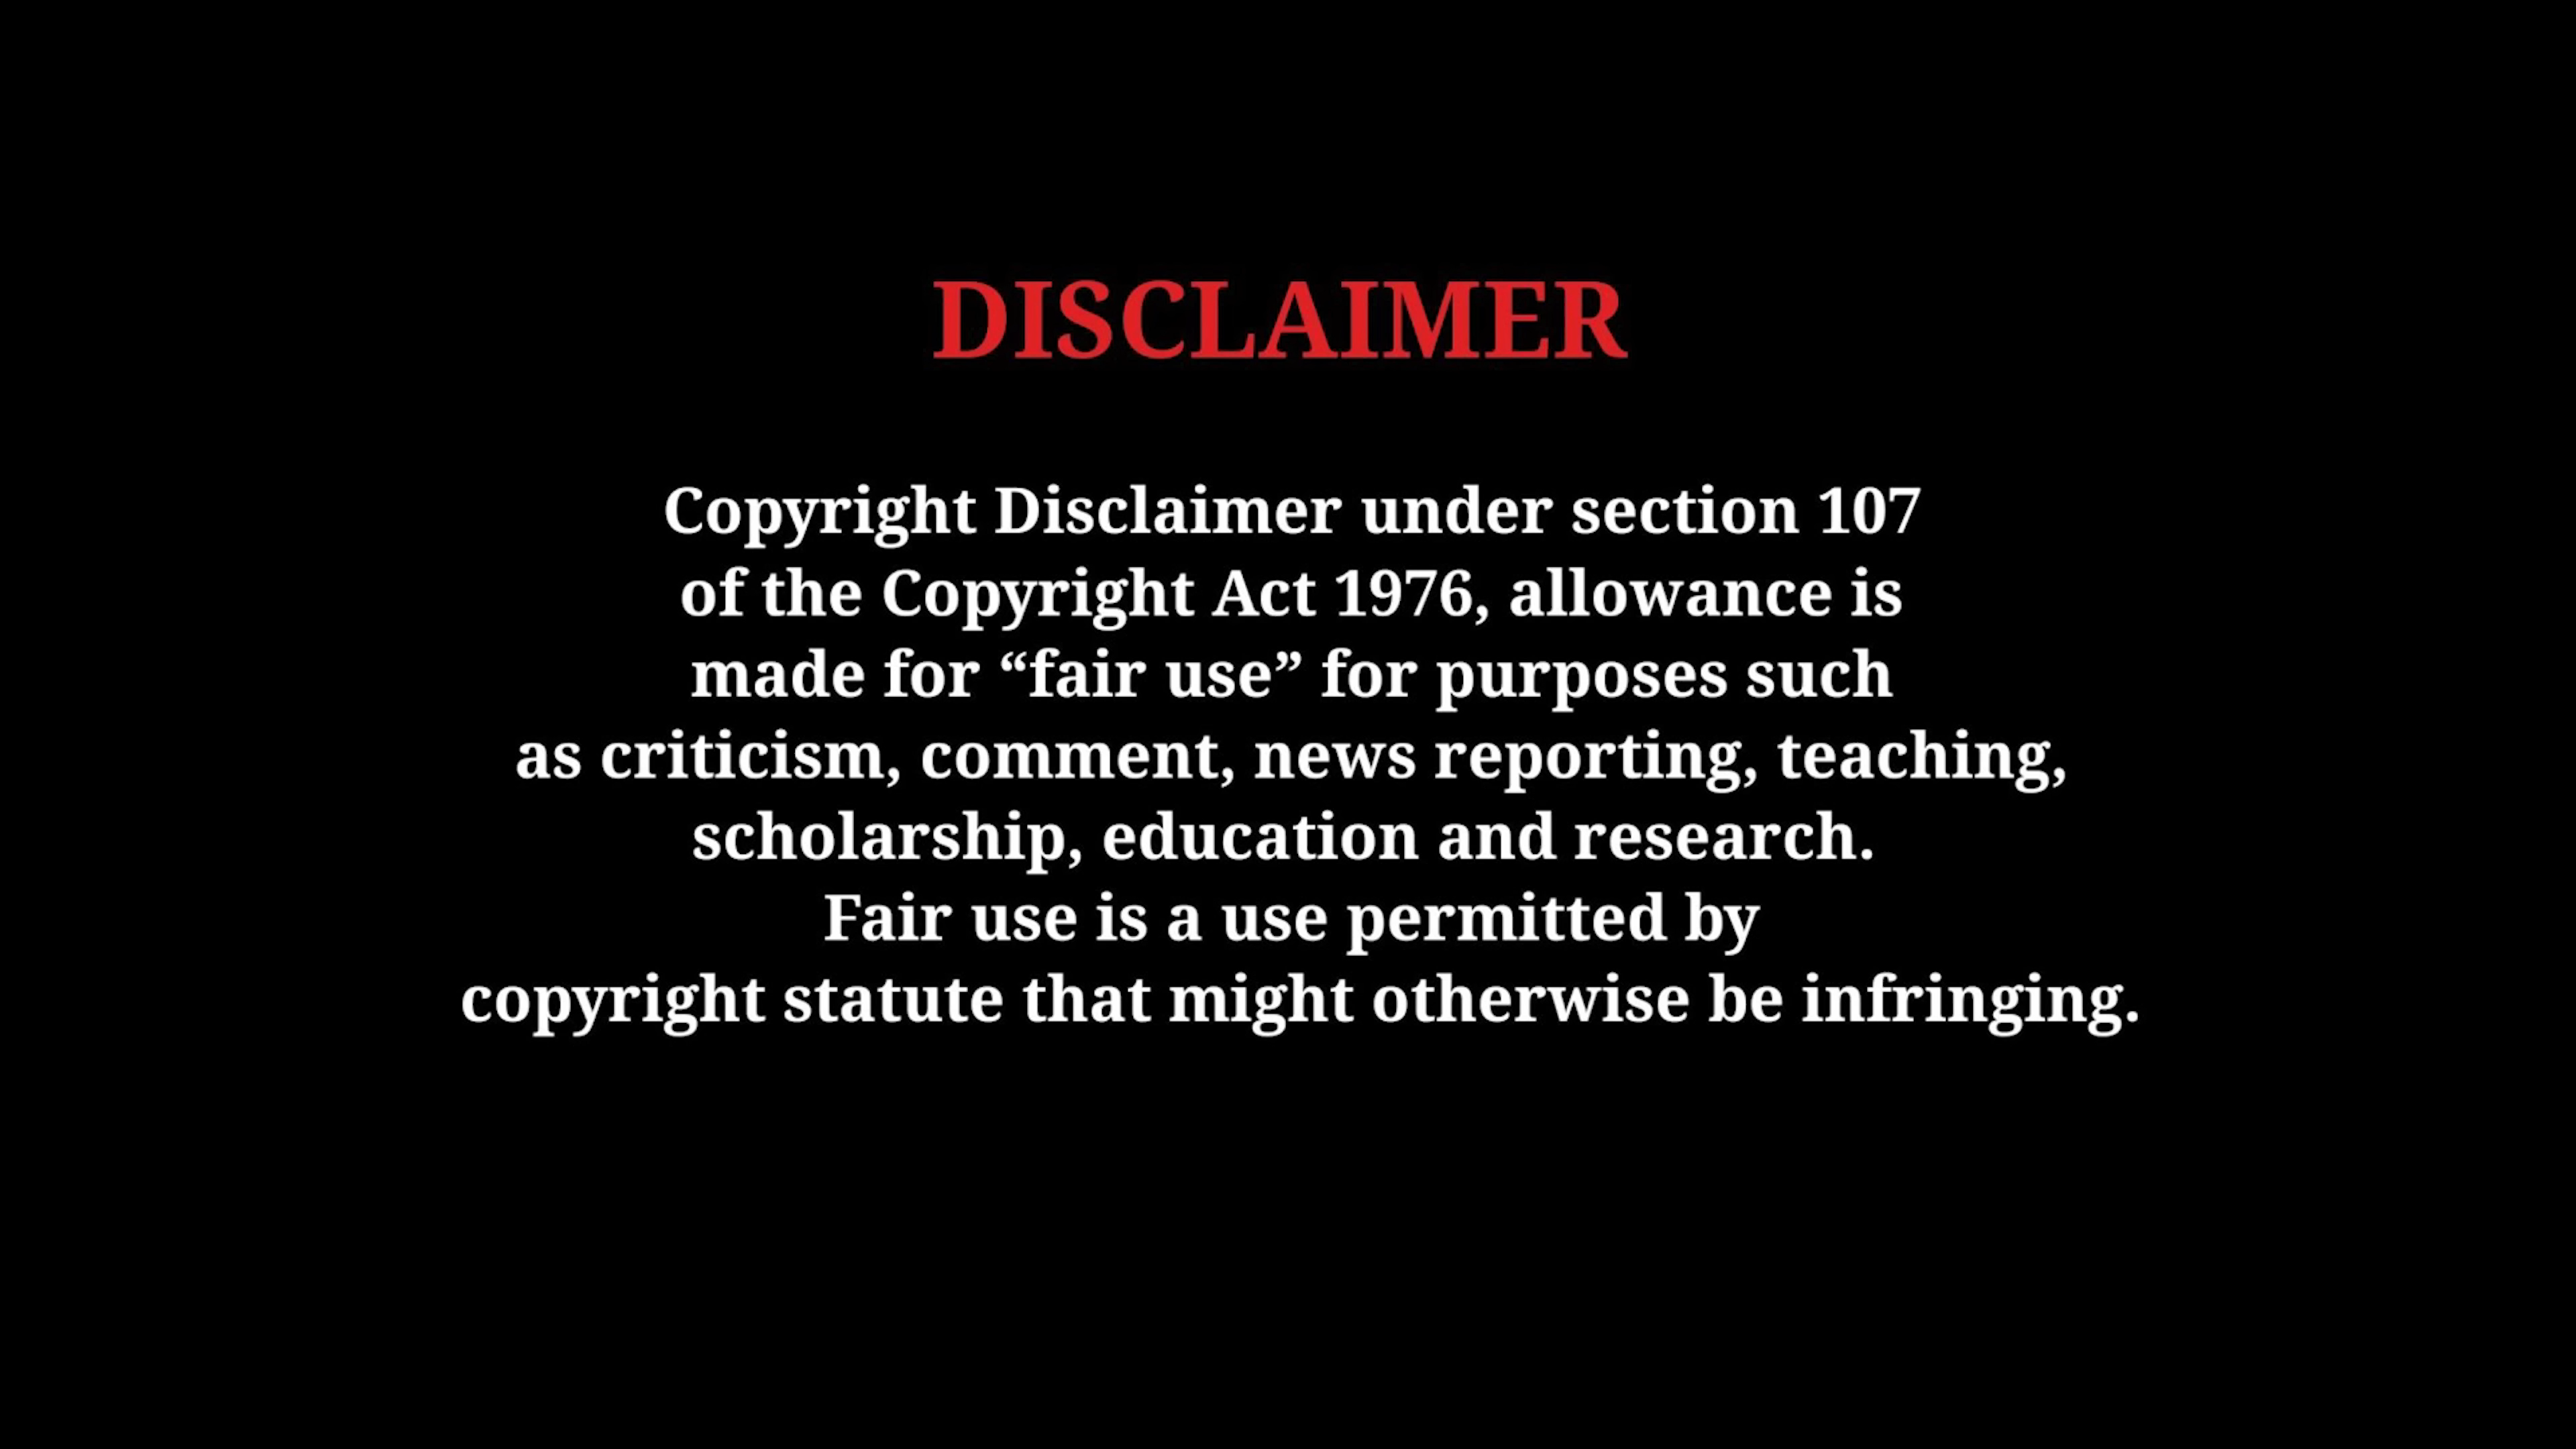 DISCLAIMER
Copyright Disclaimer under section 107
of the Copyright Act 1976, allowance is
made for “fair use” for purposes such
as criticism, comment, news reporting, teaching,
scholarship, education and research.
Fair use is a use permitted by
copyright statute that might otherwise be infringing.